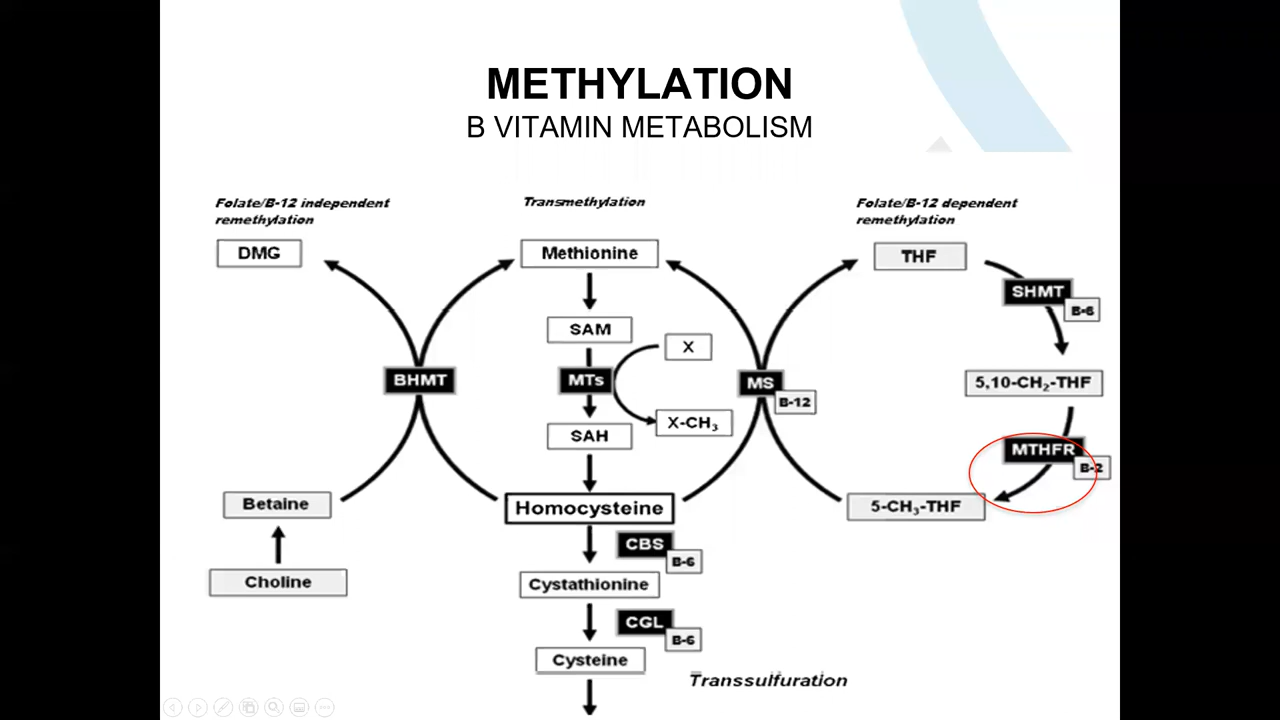 METHYLATION
B VITAMIN METABOLISM
Folate/B-12 independent
remethylation
Transmethylation
Folate/B-12 dependent
remethylation
DMG
Methionine
THF
SHMT
B-6
SAM
X
BHMT
MTs
MS
B-12
5,10-CH₂-THF
X-CH₃
SAH
MTHFR
B-2
Betaine
Homocysteine
5-CH₃-THF
CBS
B-6
Choline
Cystathionine
CGL
B-6
Cysteine
Transsulfuration